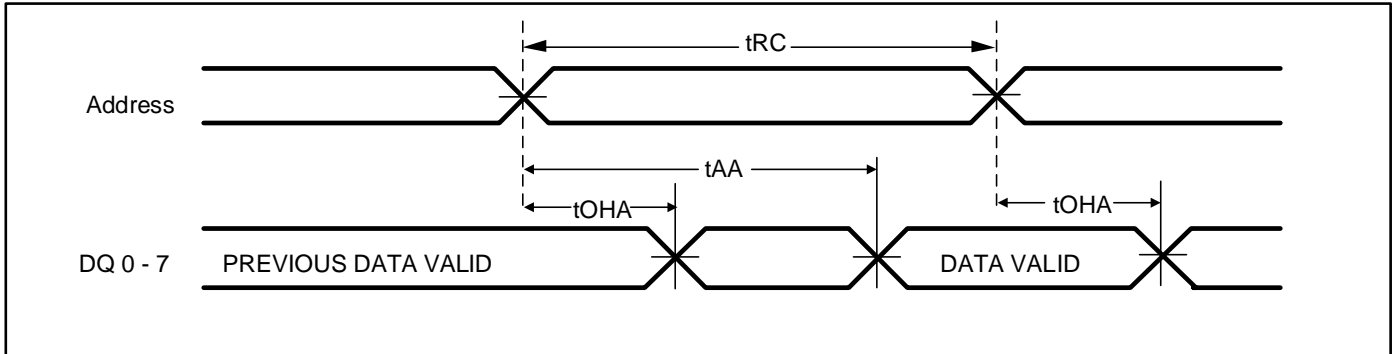 tRC
Address
tAA
tOHA
tOHA
DQ 0 - 7
PREVIOUS DATA VALID
DATA VALID